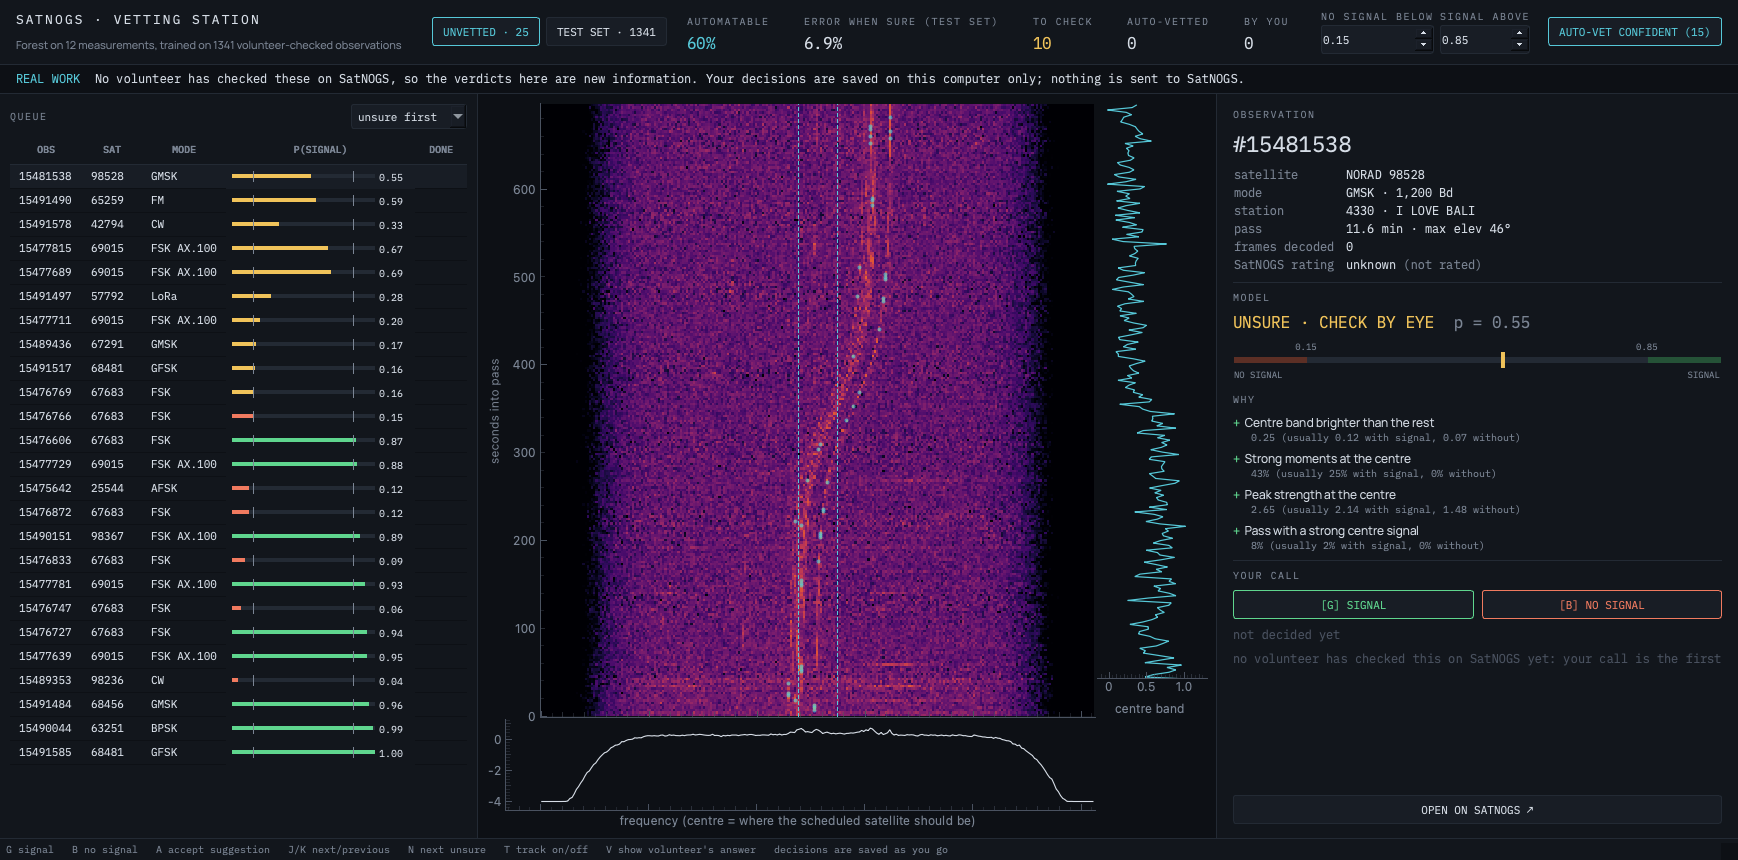 SATNOGS · VETTING STATION
Forest on 12 measurements, trained on 1341 volunteer-checked observations
UNVETTED · 25
TEST SET · 1341
AUTOMATABLE
60%
ERROR WHEN SURE (TEST SET)
6.9%
TO CHECK
10
AUTO-VETTED
0
BY YOU
0
NO SIGNAL BELOW
0.15
SIGNAL ABOVE
0.85
AUTO-VET CONFIDENT (15)
REAL WORK No volunteer has checked these on SatNOGS, so the verdicts here are new information. Your decisions are saved on this computer only; nothing is sent to SatNOGS.
QUEUE
unsure first
OBS SAT MODE P(SIGNAL) DONE
15481538 98528 GMSK 0.55
15491490 65259 FM 0.59
15491578 42794 CW 0.33
15477815 69015 FSK AX.100 0.67
15477689 69015 FSK AX.100 0.69
15491497 57792 LoRa 0.28
15477711 69015 FSK AX.100 0.20
15489436 67291 GMSK 0.17
15491517 68481 GFSK 0.16
15476769 67683 FSK 0.16
15476766 67683 FSK 0.15
15476606 67683 FSK 0.87
15477729 69015 FSK AX.100 0.88
15475642 25544 AFSK 0.12
15476872 67683 FSK 0.12
15490151 98367 FSK AX.100 0.89
15476833 67683 FSK 0.09
15477781 69015 FSK AX.100 0.93
15476747 67683 FSK 0.06
15476727 67683 FSK 0.94
15477639 69015 FSK AX.100 0.95
15489353 98236 CW 0.04
15491484 68456 GMSK 0.96
15490044 63251 BPSK 0.99
15491585 68481 GFSK 1.00
seconds into pass
600
500
400
300
200
100
0
0 0.5 1.0
centre band
0
-2
-4
frequency (centre = where the scheduled satellite should be)
OBSERVATION
#15481538
satellite NORAD 98528
mode GMSK · 1,200 Bd
station 4330 · I LOVE BALI
pass 11.6 min · max elev 46°
frames decoded 0
SatNOGS rating unknown (not rated)
MODEL
UNSURE · CHECK BY EYE p = 0.55
0.15 0.85
NO SIGNAL SIGNAL
WHY
+ Centre band brighter than the rest
0.25 (usually 0.12 with signal, 0.07 without)
+ Strong moments at the centre
43% (usually 25% with signal, 0% without)
+ Peak strength at the centre
2.65 (usually 2.14 with signal, 1.48 without)
+ Pass with a strong centre signal
8% (usually 2% with signal, 0% without)
YOUR CALL
[G] SIGNAL
[B] NO SIGNAL
not decided yet
no volunteer has checked this on SatNOGS yet: your call is the first
OPEN ON SATNOGS ↗
G signal B no signal A accept suggestion J/K next/previous N next unsure T track on/off V show volunteer's answer decisions are saved as you go